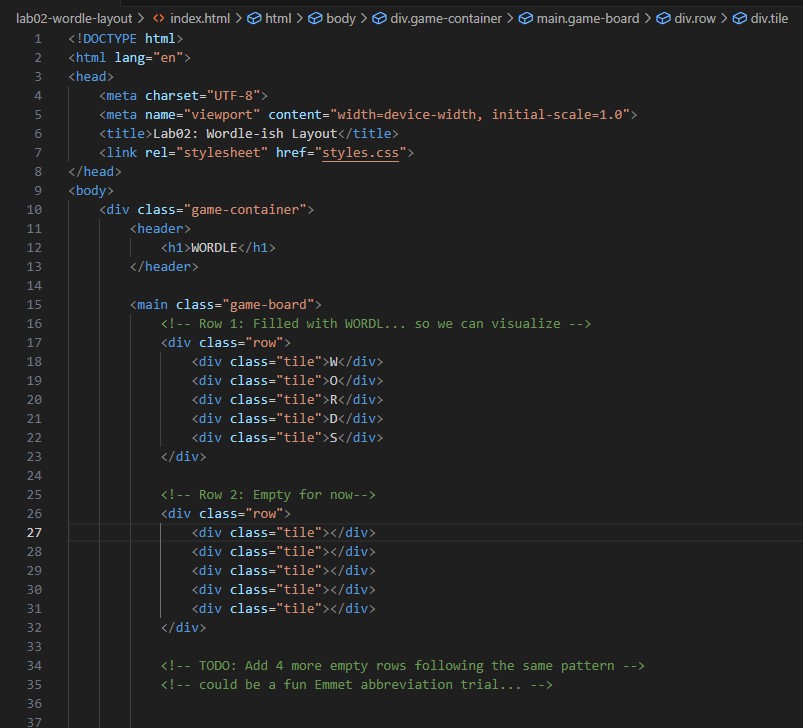 lab02-wordle-layout > <> index.html > html > body > div.game-container > main.game-board > div.row > div.tile
1 <!DOCTYPE html>
2 <html lang="en">
3 <head>
4 <meta charset="UTF-8">
5 <meta name="viewport" content="width=device-width, initial-scale=1.0">
6 <title>Lab02: Wordle-ish Layout</title>
7 <link rel="stylesheet" href="styles.css">
8 </head>
9 <body>
10 <div class="game-container">
11 <header>
12 <h1>WORDLE</h1>
13 </header>
14
15 <main class="game-board">
16 <!-- Row 1: Filled with WORDL... so we can visualize -->
17 <div class="row">
18 <div class="tile">W</div>
19 <div class="tile">O</div>
20 <div class="tile">R</div>
21 <div class="tile">D</div>
22 <div class="tile">S</div>
23 </div>
24
25 <!-- Row 2: Empty for now-->
26 <div class="row">
27 <div class="tile"></div>
28 <div class="tile"></div>
29 <div class="tile"></div>
30 <div class="tile"></div>
31 <div class="tile"></div>
32 </div>
33
34 <!-- TODO: Add 4 more empty rows following the same pattern -->
35 <!-- could be a fun Emmet abbreviation trial... -->
36
37